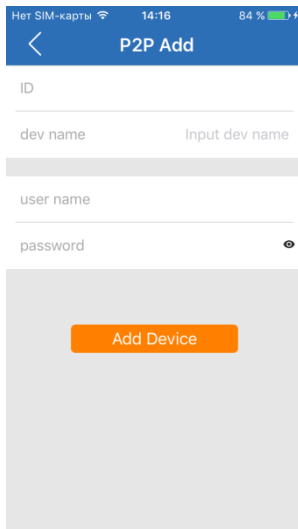 Нет SIM-карты 14:16 84 %
P2P Add
ID
dev name Input dev name
user name
password
Add Device